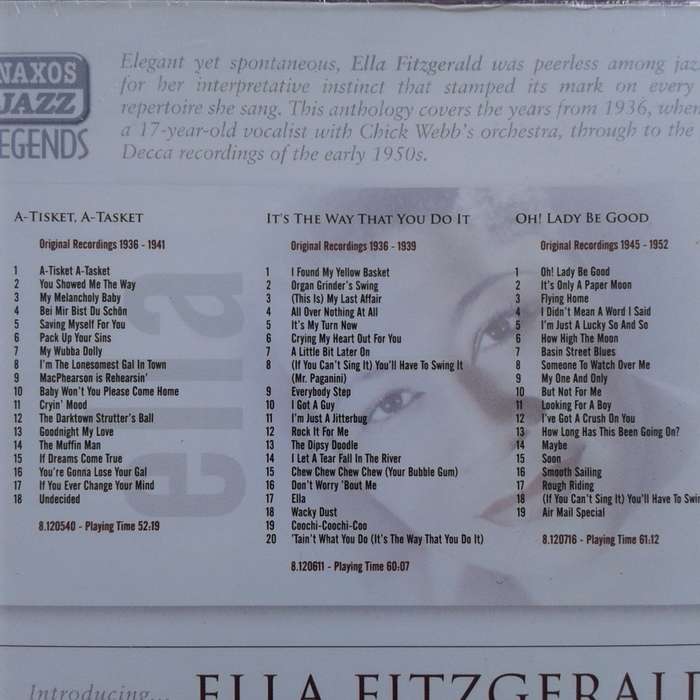 NAXOS
JAZZ
EGENDS
Elegant yet spontaneous, Ella Fitzgerald was peerless among jaz
for her interpretative instinct that stamped its mark on every
repertoire she sang. This anthology covers the years from 1936, when
a 17-year-old vocalist with Chick Webb's orchestra, through to the
Decca recordings of the early 1950s.
A-TISKET, A-TASKET
Original Recordings 1936 - 1941
1 A-Tisket A-Tasket
2 You Showed Me The Way
3 My Melancholy Baby
4 Bei Mir Bist Du Schön
5 Saving Myself For You
6 Pack Up Your Sins
7 My Wubba Dolly
8 I'm The Lonesomest Gal In Town
9 MacPhearson is Rehearsin'
10 Baby Won't You Please Come Home
11 Cryin' Mood
12 The Darktown Strutter's Ball
13 Goodnight My Love
14 The Muffin Man
15 If Dreams Come True
16 You're Gonna Lose Your Gal
17 If You Ever Change Your Mind
18 Undecided
8.120540 - Playing Time 52:19
IT'S THE WAY THAT YOU DO IT
Original Recordings 1936 - 1939
1 I Found My Yellow Basket
2 Organ Grinder's Swing
3 (This Is) My Last Affair
4 All Over Nothing At All
5 It's My Turn Now
6 Crying My Heart Out For You
7 A Little Bit Later On
8 (If You Can't Sing It) You'll Have To Swing It
(Mr. Paganini)
9 Everybody Step
10 I Got A Guy
11 I'm Just A Jitterbug
12 Rock It For Me
13 The Dipsy Doodle
14 I Let A Tear Fall In The River
15 Chew Chew Chew Chew (Your Bubble Gum)
16 Don't Worry 'Bout Me
17 Ella
18 Wacky Dust
19 Coochi-Coochi-Coo
20 'Tain't What You Do (It's The Way That You Do It)
8.120611 - Playing Time 60:07
OH! LADY BE GOOD
Original Recordings 1945 - 1952
1 Oh! Lady Be Good
2 It's Only A Paper Moon
3 Flying Home
4 I Didn't Mean A Word I Said
5 I'm Just A Lucky So And So
6 How High The Moon
7 Basin Street Blues
8 Someone To Watch Over Me
9 My One And Only
10 But Not For Me
11 Looking For A Boy
12 I've Got A Crush On You
13 How Long Has This Been Going On?
14 Maybe
15 Soon
16 Smooth Sailing
17 Rough Riding
18 (If You Can't Sing It) You'll Have To Swin
19 Air Mail Special
8.120716 - Playing Time 61:12
ella
Introducing... ELLA FITZGERALD